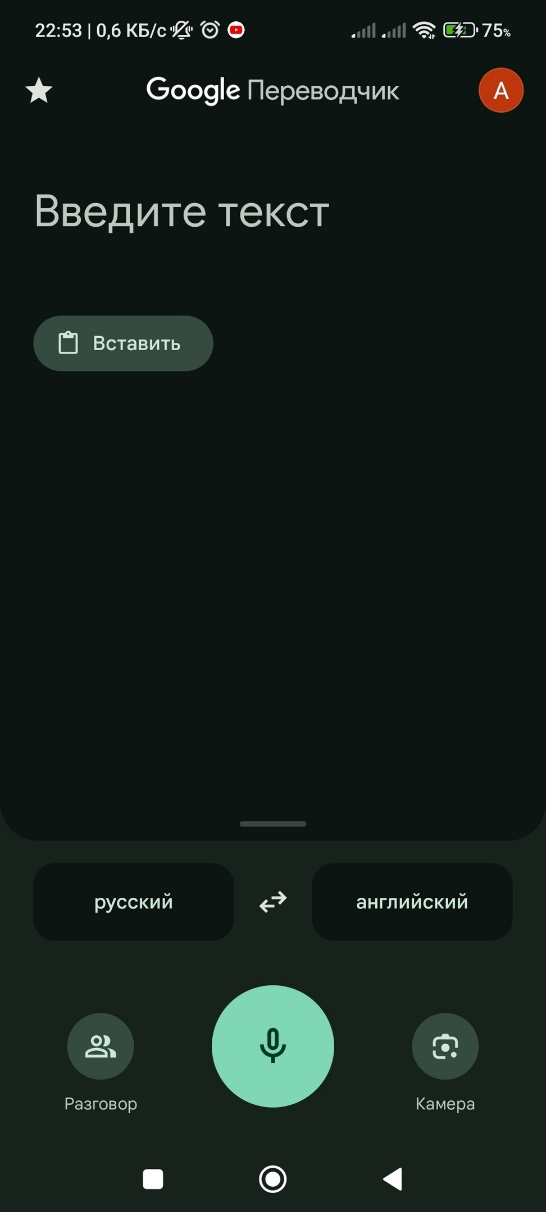 22:53 | 0,6 КБ/с 75%
Google Переводчик A
Введите текст
Вставить
русский английский
Разговор Камера